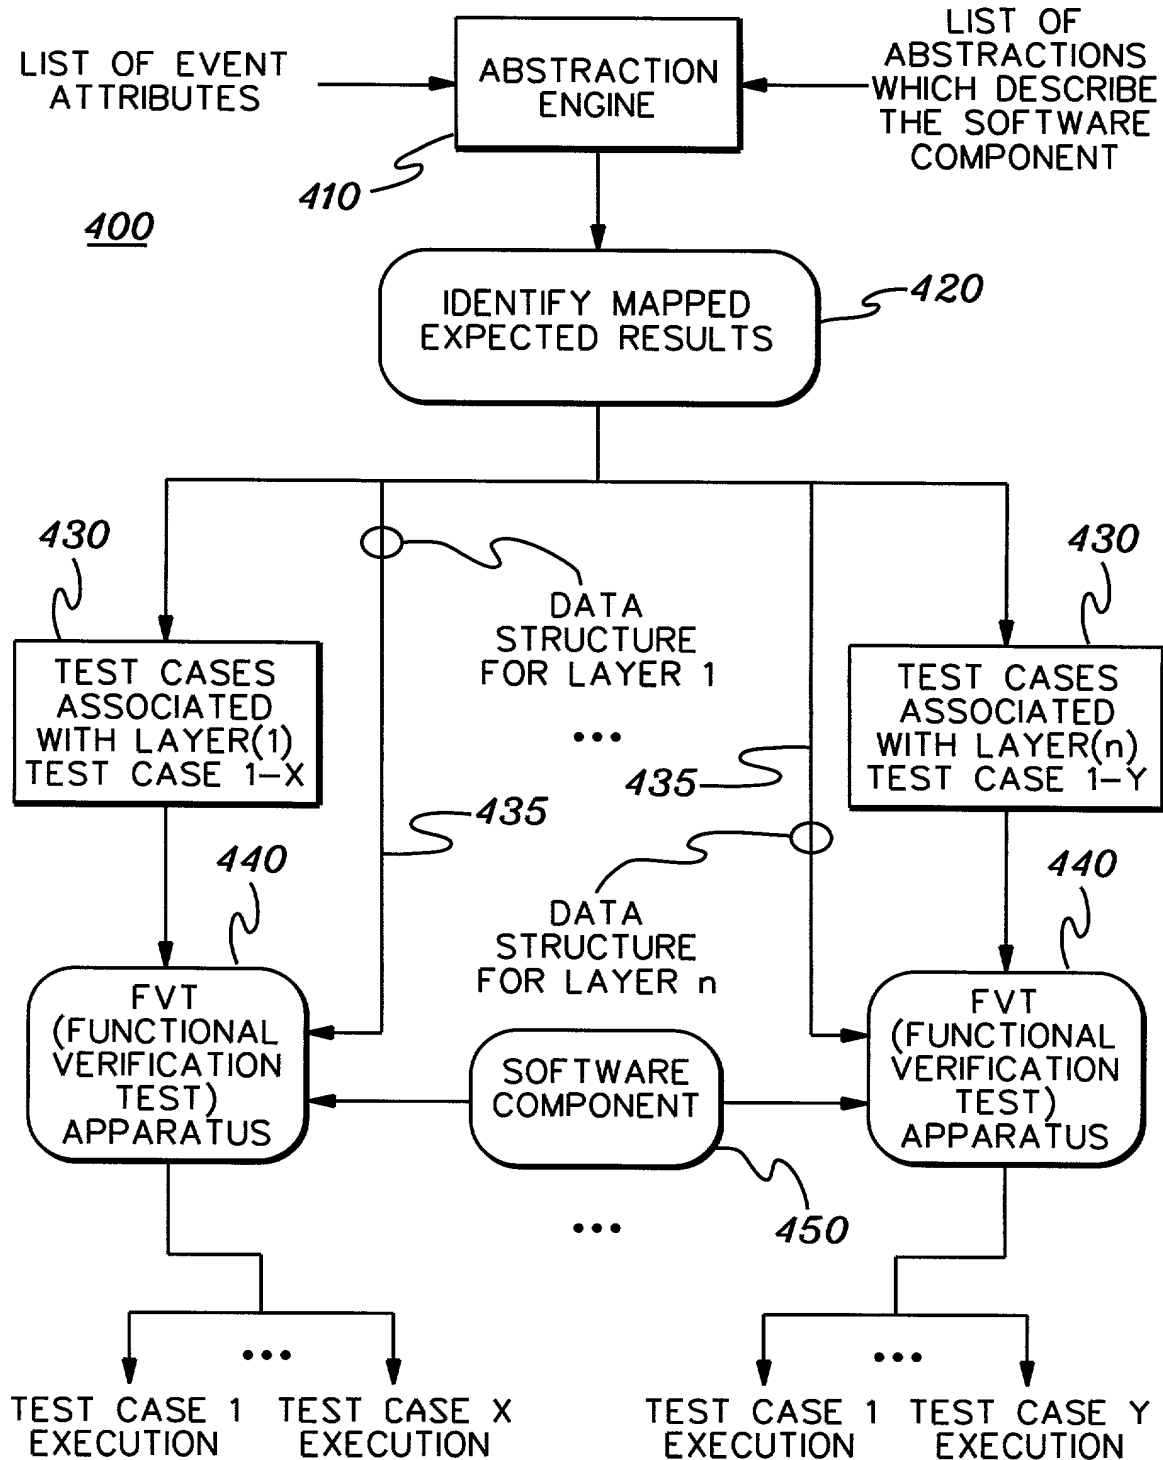 LIST OF EVENT
ATTRIBUTES
ABSTRACTION
ENGINE
LIST OF
ABSTRACTIONS
WHICH DESCRIBE
THE SOFTWARE
COMPONENT
410
400
IDENTIFY MAPPED
EXPECTED RESULTS
420
430
430
DATA
STRUCTURE
FOR LAYER 1
TEST CASES
ASSOCIATED
WITH LAYER(1)
TEST CASE 1-X
•••
TEST CASES
ASSOCIATED
WITH LAYER(n)
TEST CASE 1-Y
435
435
440
440
DATA
STRUCTURE
FOR LAYER n
FVT
(FUNCTIONAL
VERIFICATION
TEST)
APPARATUS
SOFTWARE
COMPONENT
FVT
(FUNCTIONAL
VERIFICATION
TEST)
APPARATUS
450
•••
•••
•••
TEST CASE 1
EXECUTION
TEST CASE X
EXECUTION
TEST CASE 1
EXECUTION
TEST CASE Y
EXECUTION